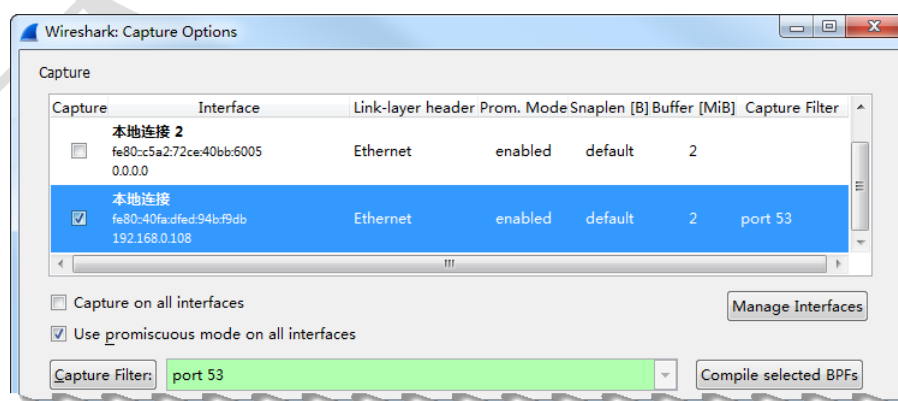 Wireshark: Capture Options
Capture
Capture Interface Link-layer header Prom. Mode Snaplen [B] Buffer [MiB] Capture Filter
本地连接 2
fe80::c5a2:72ce:40bb:6005 Ethernet enabled default 2
0.0.0.0
本地连接
fe80::40fa:dfed:94b:f9db Ethernet enabled default 2 port 53
192.168.0.108
Capture on all interfaces
Manage Interfaces
Use promiscuous mode on all interfaces
Capture Filter: port 53 Compile selected BPFs